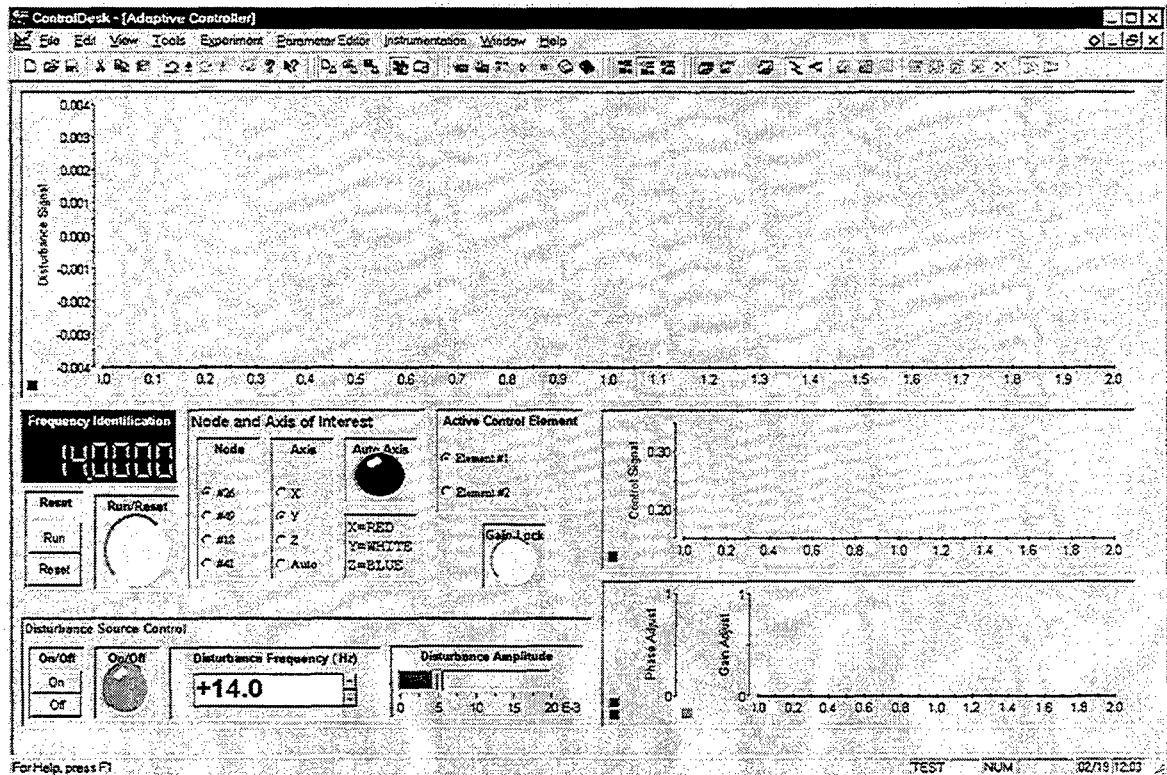 ControlDesk - [Adaptive Controller]
File Edit View Tools Experiment Parameter Editor Instrumentation Window Help
0.004
0.003
0.002
0.001
0.000
-0.001
-0.002
-0.003
-0.004
Disturbance Signal
.0 0.1 0.2 0.3 0.4 0.5 0.6 0.7 0.8 0.9 1.0 1.1 1.2 1.3 1.4 1.5 1.6 1.7 1.8 1.9 2.0
Frequency Identification
14.0000
Reset
Run
Reset
Run/Reset
Node and Axis of Interest
Node
#26
#49
#18
#41
Axis
X
Y
Z
Auto
Auto Axis
X=RED
Y=WHITE
Z=BLUE
Active Control Element
Element #1
Element #2
Gain Lock
Control Signal
0.30
0.20
.0 0.2 0.4 0.6 0.8 1.0 1.2 1.4 1.6 1.8 2.0
Phase Adjust
1
0
Gain Adjust
1
0
.0 0.2 0.4 0.6 0.8 1.0 1.2 1.4 1.6 1.8 2.0
Disturbance Source Control
On/Off
On
Off
On/Off
Disturbance Frequency (Hz)
+14.0
Disturbance Amplitude
0 5 10 15 20 E-3
For Help, press F1
TEST NUM 02/19 12:03